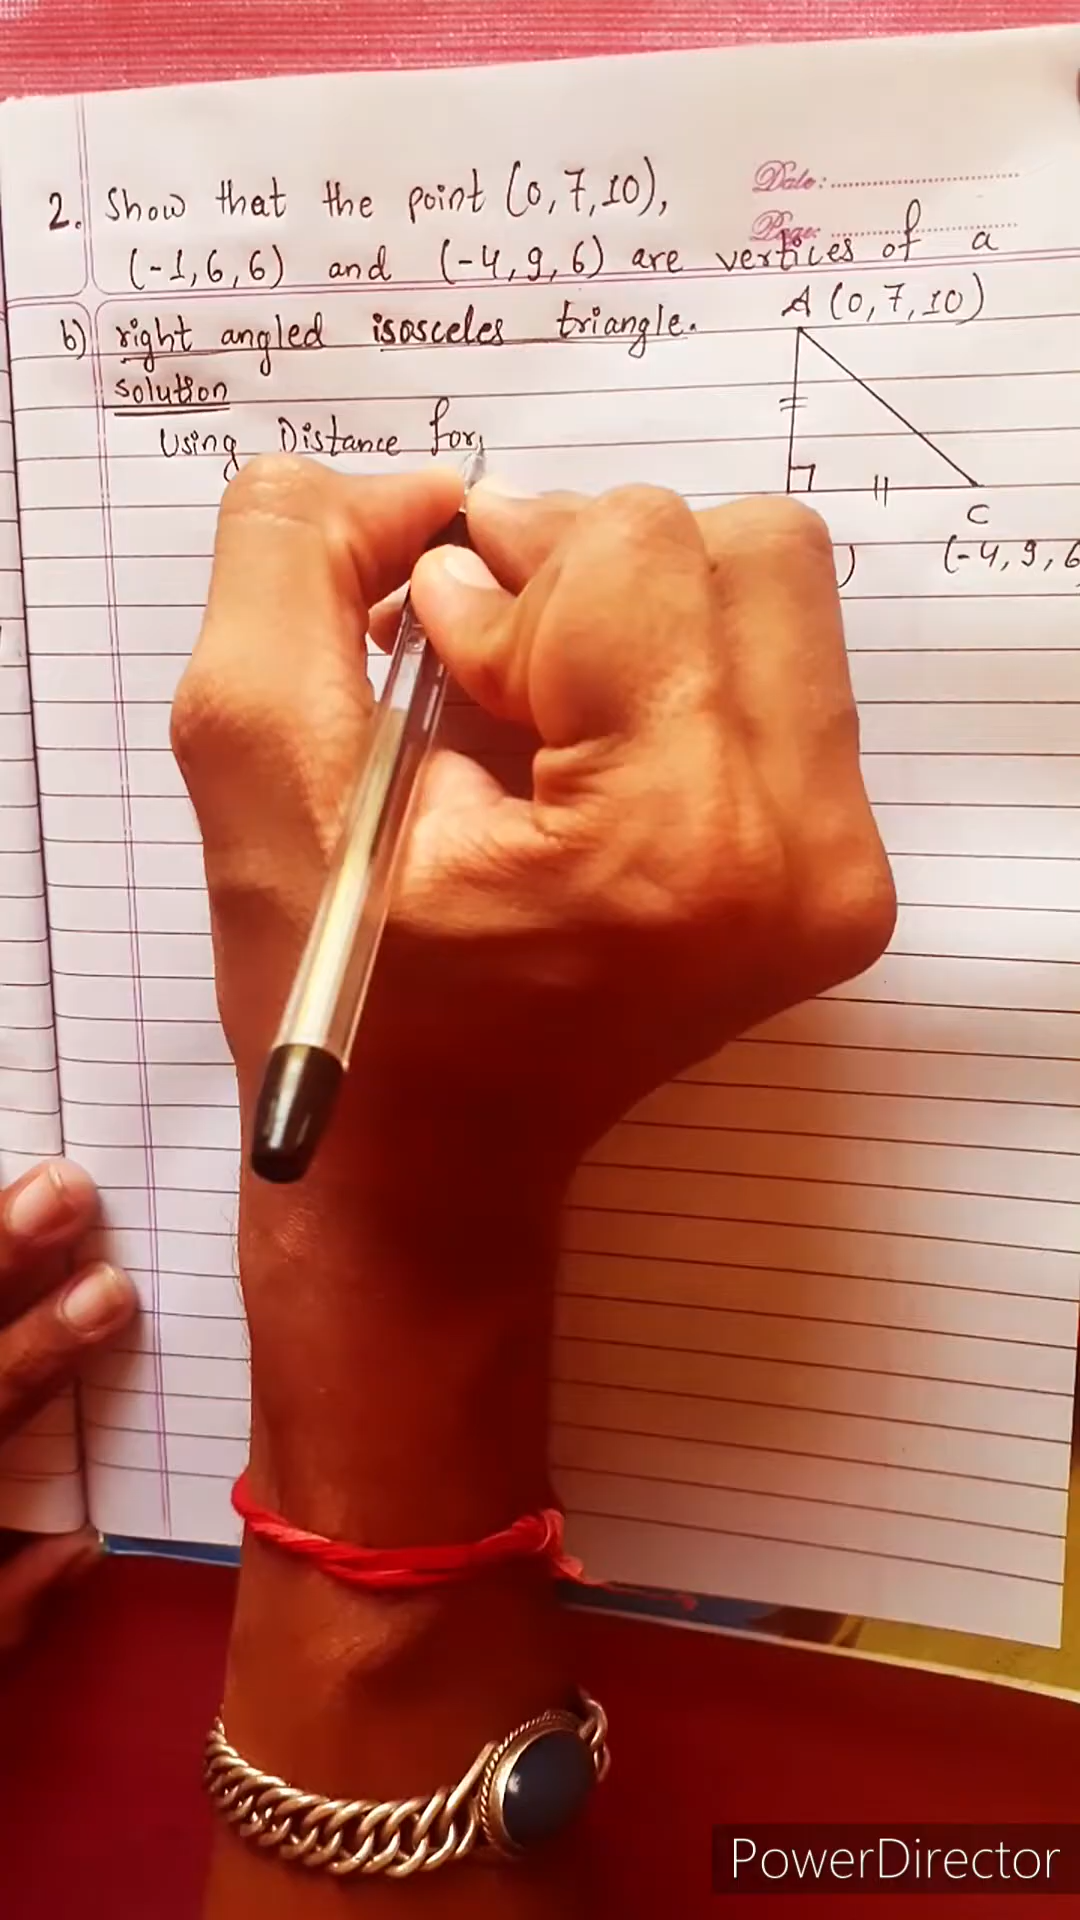 Date:
2. Show that the point (0,7,10),
Page:
(-1,6,6) and (-4,9,6) are vertices of a
b) right angled isosceles triangle.
A (0,7,10)
solution
Using Distance for
C
) (-4,9,6
PowerDirector